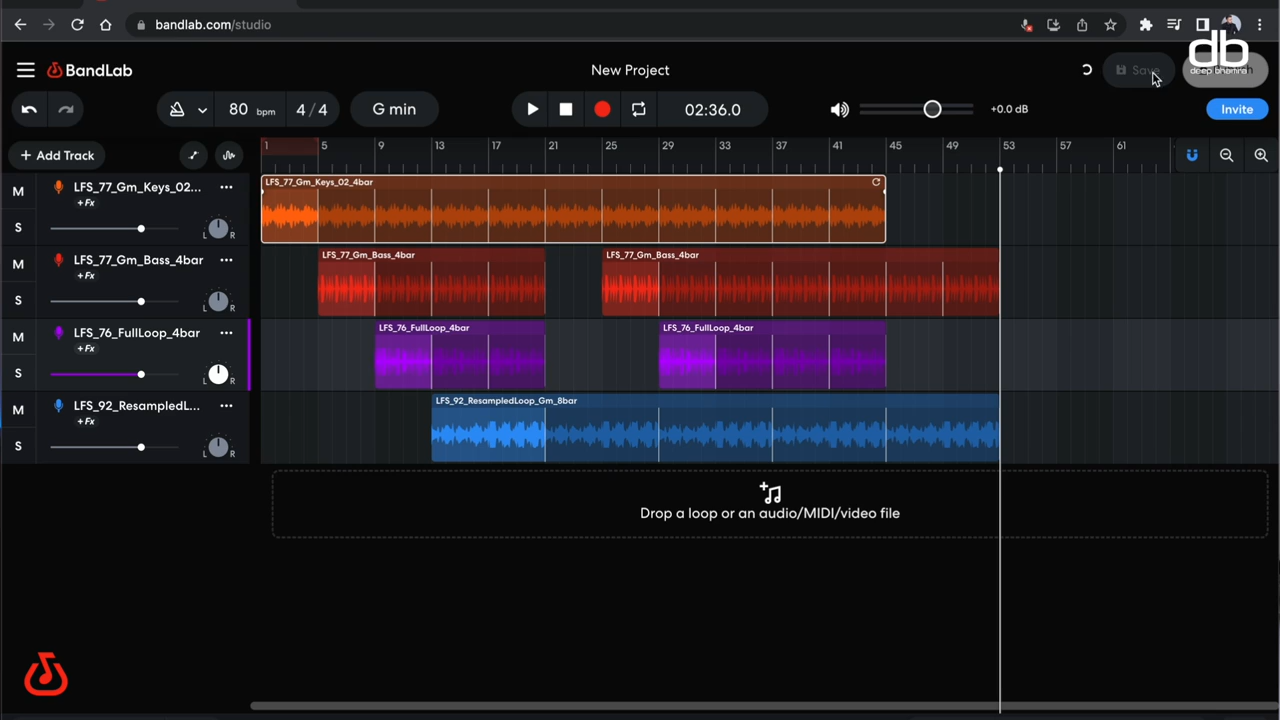 bandlab.com/studio
BandLab
New Project
Save
db
deep bhamra
80 bpm
4/4
G min
02:36.0
+0.0 dB
Invite
+ Add Track
1 5 9 13 17 21 25 29 33 37 41 45 49 53 57 61
M LFS_77_Gm_Keys_02... ...
+ Fx
S L R
LFS_77_Gm_Keys_02_4bar
M LFS_77_Gm_Bass_4bar ...
+ Fx
S L R
LFS_77_Gm_Bass_4bar LFS_77_Gm_Bass_4bar
M LFS_76_FullLoop_4bar ...
+ Fx
S L R
LFS_76_FullLoop_4bar LFS_76_FullLoop_4bar
M LFS_92_ResampledL... ...
+ Fx
S L R
LFS_92_ResampledLoop_Gm_8bar
Drop a loop or an audio/MIDI/video file